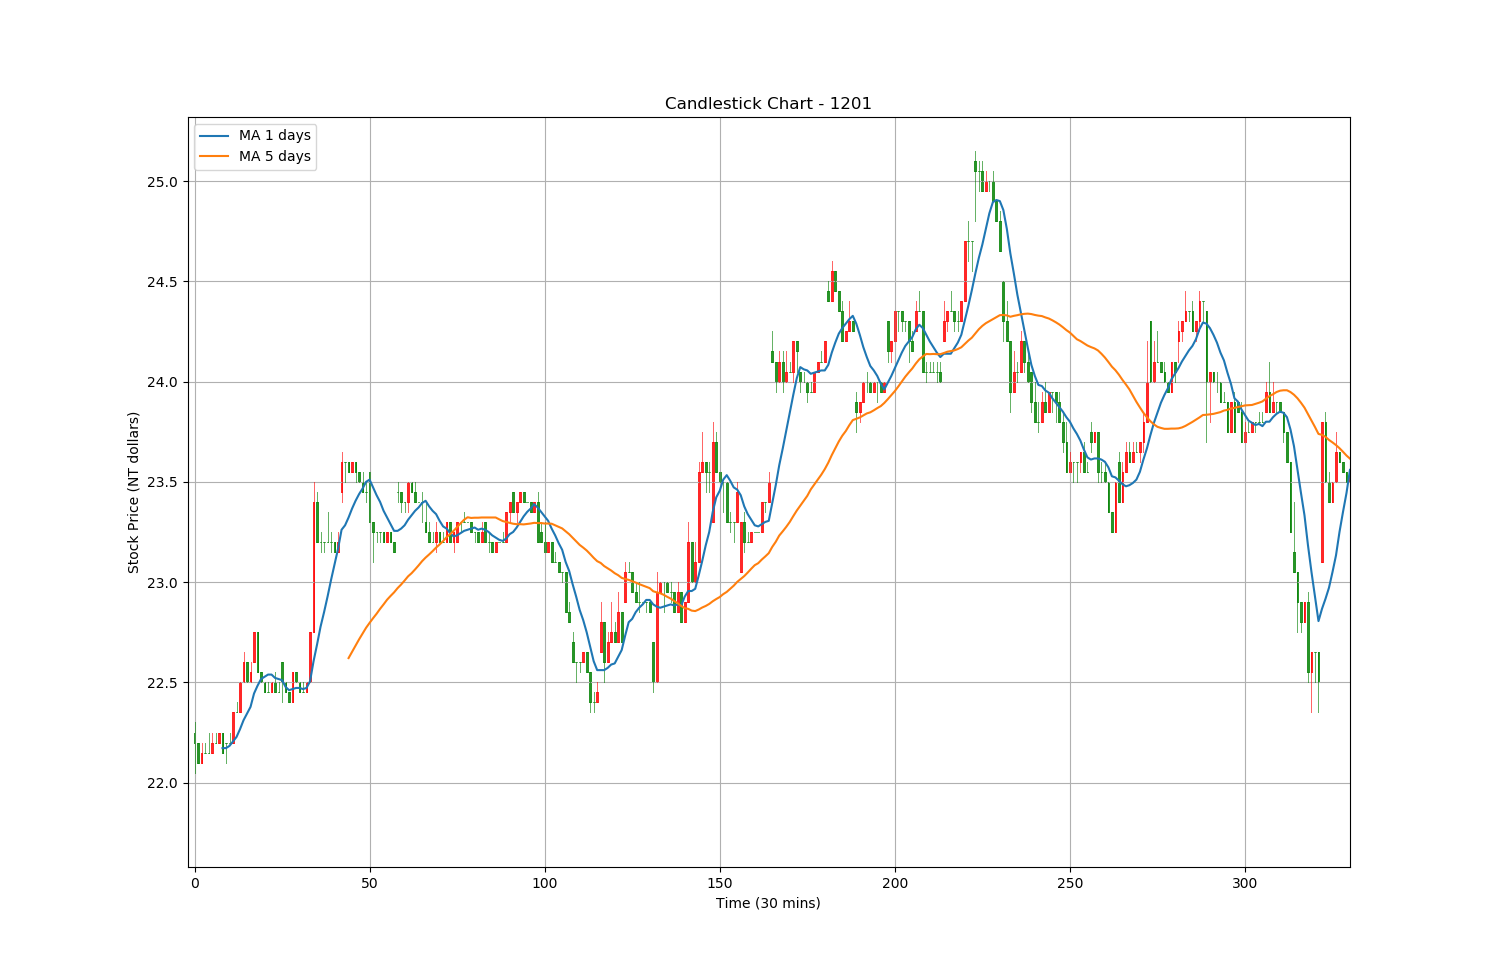 Candlestick Chart - 1201
MA 1 days
MA 5 days
Stock Price (NT dollars)
25.0
24.5
24.0
23.5
23.0
22.5
22.0
0 50 100 150 200 250 300
Time (30 mins)